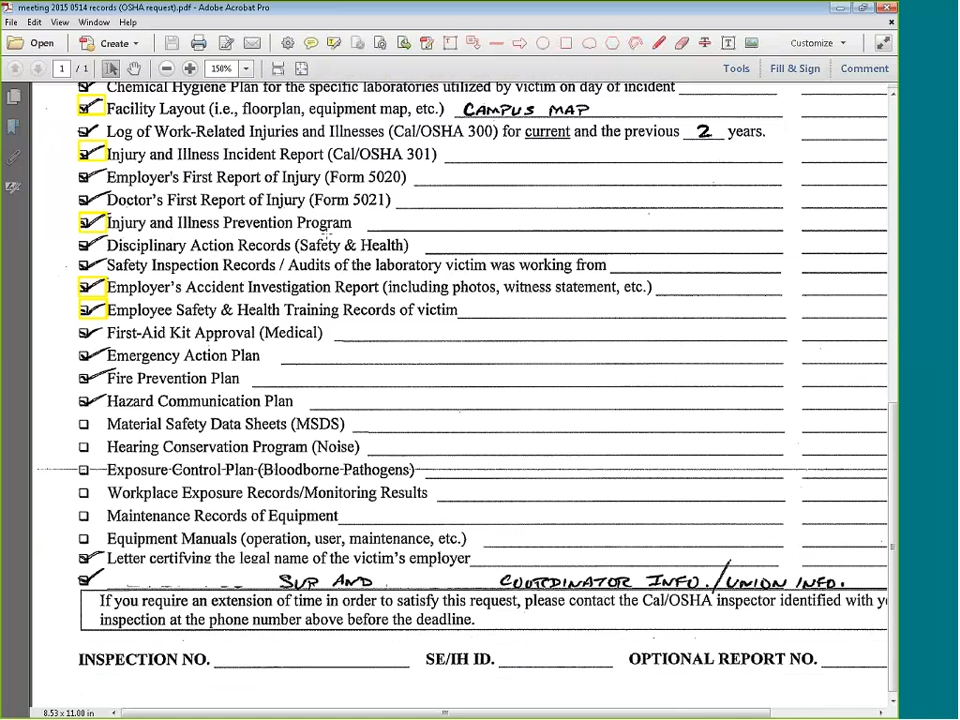 meeting 2015 0514 records (OSHA request).pdf - Adobe Acrobat Pro
File Edit View Window Help
Open Create Customize
1 / 1 150% Tools Fill & Sign Comment
Chemical Hygiene Plan for the specific laboratories utilized by victim on day of incident
Facility Layout (i.e., floorplan, equipment map, etc.) CAMPUS MAP
Log of Work-Related Injuries and Illnesses (Cal/OSHA 300) for current and the previous 2 years.
Injury and Illness Incident Report (Cal/OSHA 301)
Employer's First Report of Injury (Form 5020)
Doctor's First Report of Injury (Form 5021)
Injury and Illness Prevention Program
Disciplinary Action Records (Safety & Health)
Safety Inspection Records / Audits of the laboratory victim was working from
Employer's Accident Investigation Report (including photos, witness statement, etc.)
Employee Safety & Health Training Records of victim
First-Aid Kit Approval (Medical)
Emergency Action Plan
Fire Prevention Plan
Hazard Communication Plan
Material Safety Data Sheets (MSDS)
Hearing Conservation Program (Noise)
Exposure Control Plan (Bloodborne Pathogens)
Workplace Exposure Records/Monitoring Results
Maintenance Records of Equipment
Equipment Manuals (operation, user, maintenance, etc.)
Letter certifying the legal name of the victim's employer
SUP AND COORDINATOR INFO./UNION INFO.
If you require an extension of time in order to satisfy this request, please contact the Cal/OSHA inspector identified with
inspection at the phone number above before the deadline.
INSPECTION NO. SE/IH ID. OPTIONAL REPORT NO.
8.53 x 11.00 in